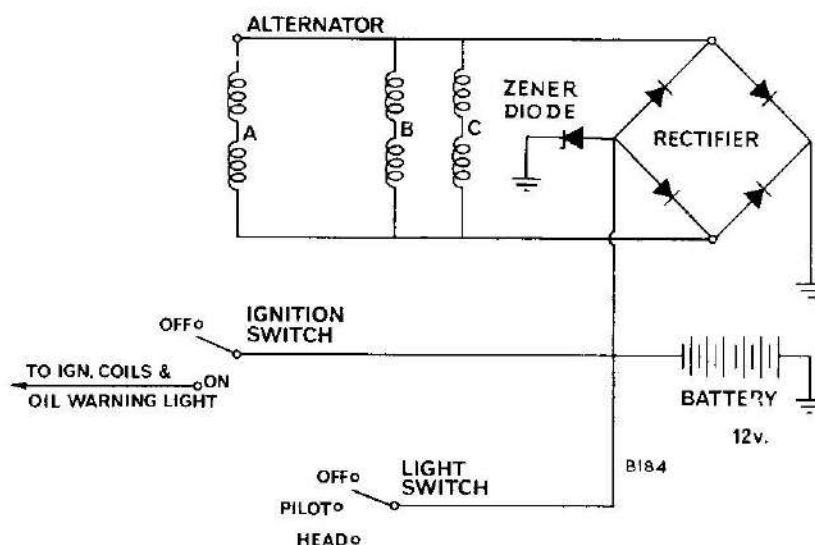 ALTERNATOR
ZENER
DIODE
A
B
C
RECTIFIER
IGNITION
SWITCH
OFF
ON
TO IGN. COILS &
OIL WARNING LIGHT
BATTERY
12v.
B184
LIGHT
SWITCH
OFF
PILOT
HEAD